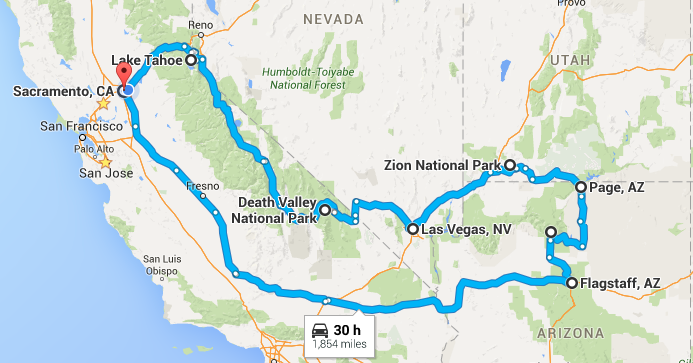 Provo
Reno
NEVADA
Lake Tahoe
UTAH
Humboldt-Toiyabe
National Forest
Sacramento, CA
San Francisco
Palo Alto
San Jose
Zion National Park
Fresno
Page, AZ
Death Valley
National Park
Las Vegas, NV
San Luis
Obispo
Flagstaff, AZ
30 h
1,854 miles
ARIZONA